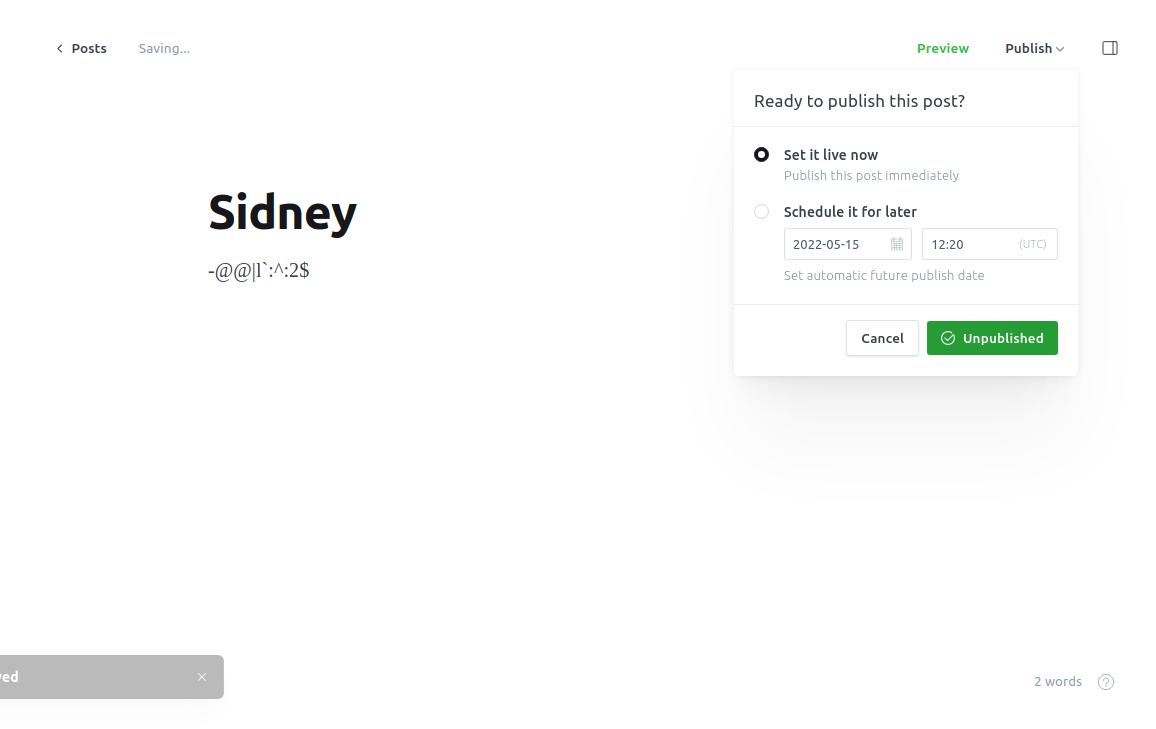 Posts
Saving...
Preview
Publish
Ready to publish this post?
Set it live now
Publish this post immediately
Schedule it for later
2022-05-15
12:20
(UTC)
Set automatic future publish date
Cancel
Unpublished
Sidney
-@@|l`:^:2$
2 words